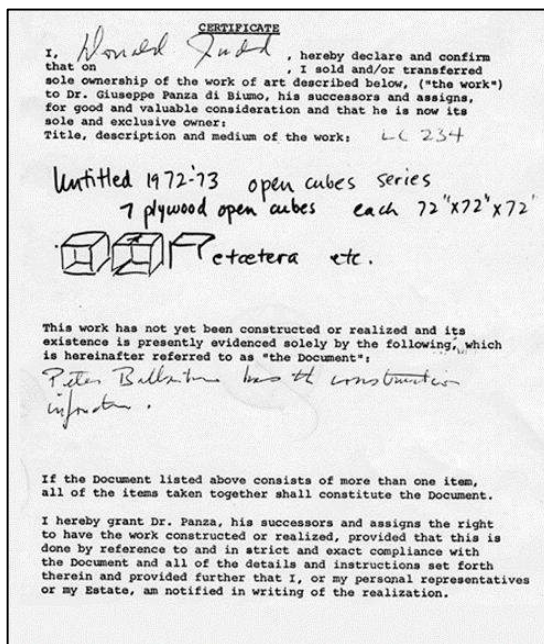 CERTIFICATE
I, Donald Judd , hereby declare and confirm
that on , I sold and/or transferred
sole ownership of the work of art described below, ("the work")
to Dr. Giuseppe Panza di Biumo, his successors and assigns,
for good and valuable consideration and that he is now its
sole and exclusive owner:
Title, description and medium of the work: LC 234
Untitled 1972-'73 open cubes series
7 plywood open cubes each 72"x72"x72"
etcetera etc.
This work has not yet been constructed or realized and its
existence is presently evidenced solely by the following, which
is hereinafter referred to as "the Document":
Peter has the construction
If the Document listed above consists of more than one item,
all of the items taken together shall constitute the Document.
I hereby grant Dr. Panza, his successors and assigns the right
to have the work constructed or realized, provided that this is
done by reference to and in strict and exact compliance with
the Document and all of the details and instructions set forth
therein and provided further that I, or my personal representatives
or my Estate, am notified in writing of the realization.